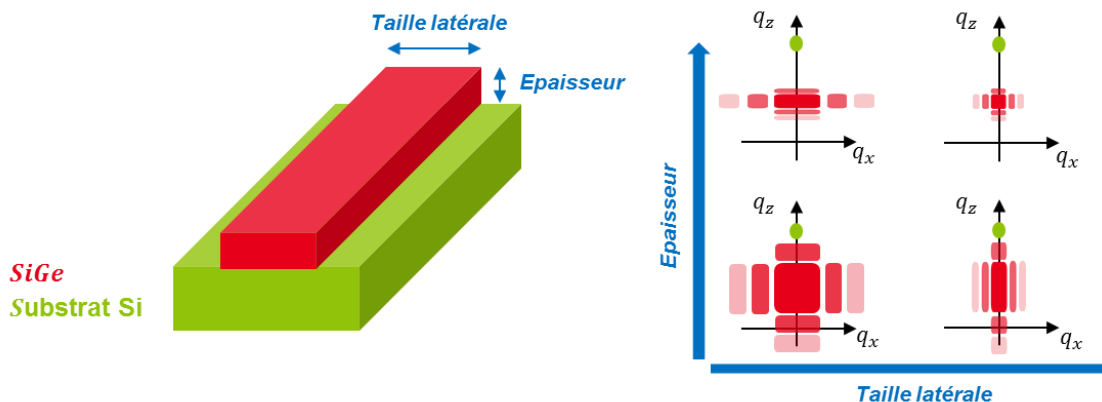 Taille latérale
Epaisseur
SiGe
Substrat Si
q_z
q_z
q_x
q_x
Epaisseur
q_z
q_z
q_x
q_x
Taille latérale